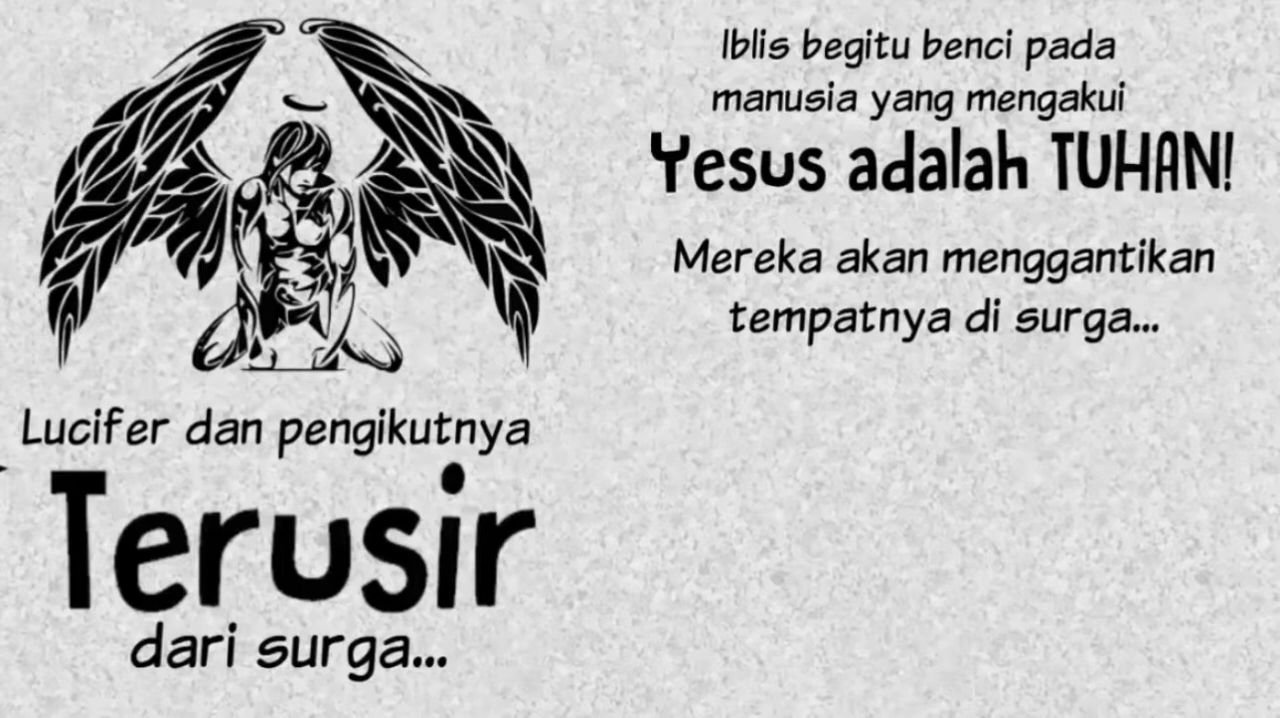 Lucifer dan pengikutnya
Terusir
dari surga...
Iblis begitu benci pada
manusia yang mengakui
Yesus adalah TUHAN!
Mereka akan menggantikan
tempatnya di surga...